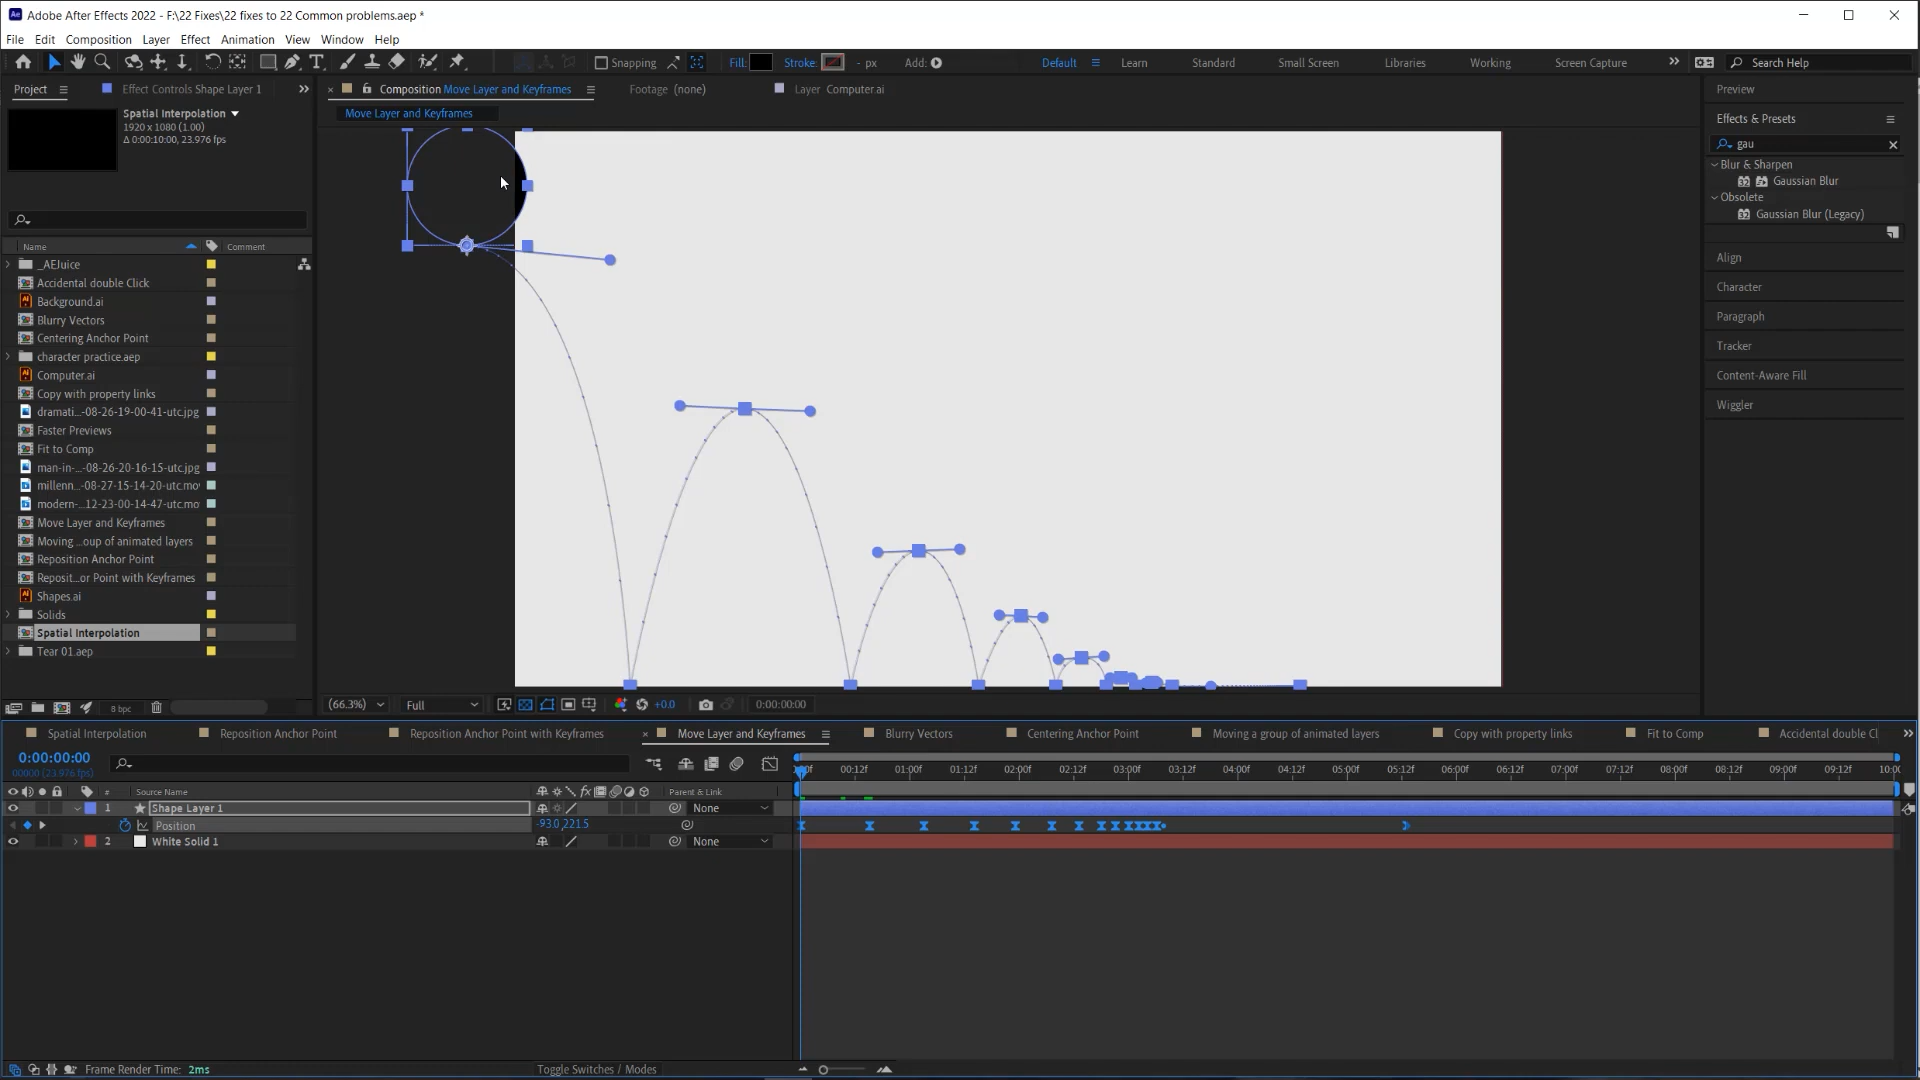 Adobe After Effects 2022 - F:\22 Fixes\22 fixes to 22 Common problems.aep *
File Edit Composition Layer Effect Animation View Window Help
Snapping Fill: Stroke: - px Add: Default Learn Standard Small Screen Libraries Working Screen Capture Search Help
Project Effect Controls Shape Layer 1
Composition Move Layer and Keyframes Footage (none) Layer Computer.ai
Move Layer and Keyframes
Spatial Interpolation
1920 x 1080 (1.00)
Δ 0:00:10:00, 23.976 fps
Name Comment
_AEJuice
Accidental double Click
Background.ai
Blurry Vectors
Centering Anchor Point
character practice.aep
Computer.ai
Copy with property links
dramati...-08-26-19-00-41-utc.jpg
Faster Previews
Fit to Comp
man-in-...-08-26-20-16-15-utc.jpg
millenn...-08-27-15-14-20-utc.mov
modern-...12-23-00-14-47-utc.mo
Move Layer and Keyframes
Moving ...oup of animated layers
Reposition Anchor Point
Reposit...or Point with Keyframes
Shapes.ai
Solids
Spatial Interpolation
Tear 01.aep
8 bpc
(66.3%) Full +0.0 0:00:00:00
Preview
Effects & Presets
gau
Blur & Sharpen
32 Gaussian Blur
Obsolete
32 Gaussian Blur (Legacy)
Align
Character
Paragraph
Tracker
Content-Aware Fill
Wiggler
Spatial Interpolation Reposition Anchor Point Reposition Anchor Point with Keyframes Move Layer and Keyframes Blurry Vectors Centering Anchor Point Moving a group of animated layers Copy with property links Fit to Comp Accidental double Cl
0:00:00:00
00000 (23.976 fps)
00:12f 01:00f 01:12f 02:00f 02:12f 03:00f 03:12f 04:00f 04:12f 05:00f 05:12f 06:00f 06:12f 07:00f 07:12f 08:00f 08:12f 09:00f 09:12f 10:00
# Source Name fx Parent & Link
1 Shape Layer 1 None
Position -93.0,221.5
2 White Solid 1 None
Frame Render Time: 2ms Toggle Switches / Modes